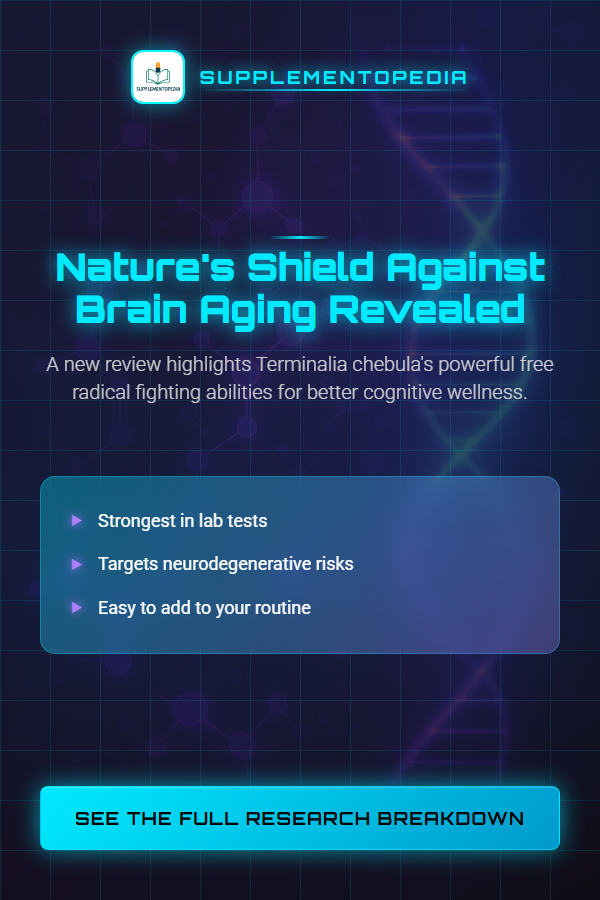 SUPPLEMENTOPEDIA
SUPPLEMENTOPEDIA
Nature's Shield Against
Brain Aging Revealed
A new review highlights Terminalia chebula's powerful free
radical fighting abilities for better cognitive wellness.
Strongest in lab tests
Targets neurodegenerative risks
Easy to add to your routine
SEE THE FULL RESEARCH BREAKDOWN